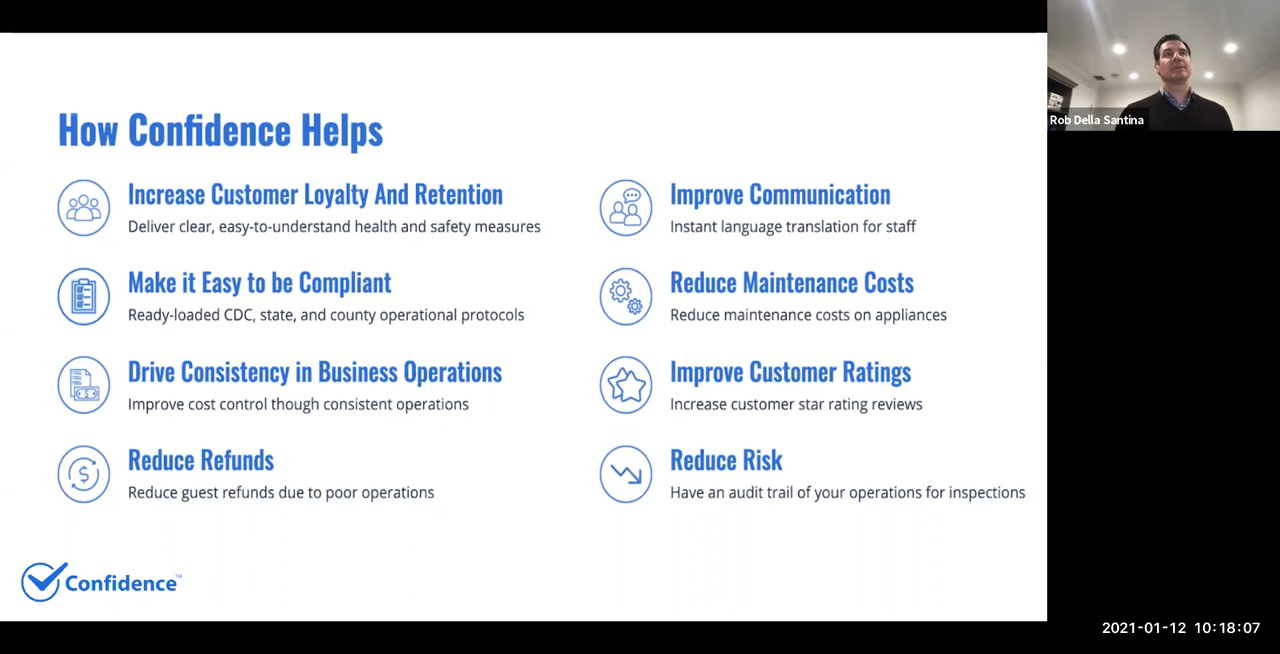 How Confidence Helps
Increase Customer Loyalty And Retention
Deliver clear, easy-to-understand health and safety measures
Make it Easy to be Compliant
Ready-loaded CDC, state, and county operational protocols
Drive Consistency in Business Operations
Improve cost control though consistent operations
Reduce Refunds
Reduce guest refunds due to poor operations
Improve Communication
Instant language translation for staff
Reduce Maintenance Costs
Reduce maintenance costs on appliances
Improve Customer Ratings
Increase customer star rating reviews
Reduce Risk
Have an audit trail of your operations for inspections
Confidence™
Rob Della Santina
2021-01-12 10:18:07